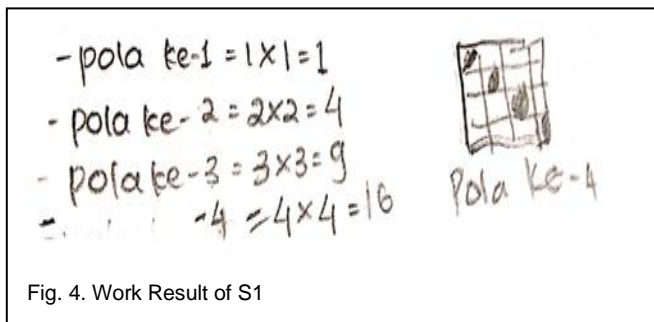 - pola ke-1 = 1x1=1
- pola ke-2 = 2x2=4
- pola ke-3 = 3x3=9
- -4 = 4x4=16
Pola ke-4
Fig. 4. Work Result of S1